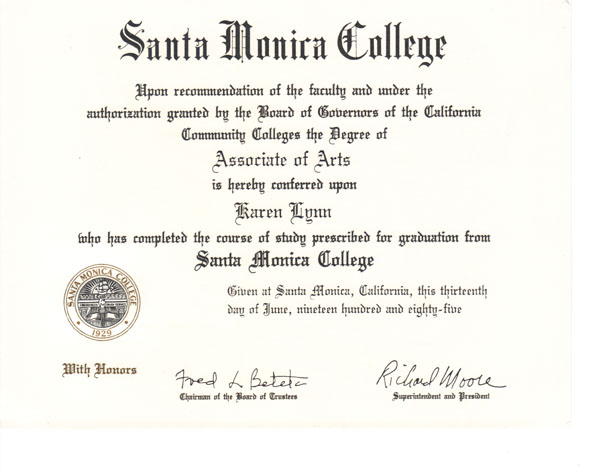 Santa Monica College
Upon recommendation of the faculty and under the
authorization granted by the Board of Governors of the California
Community Colleges the Degree of
Associate of Arts
is hereby conferred upon
Karen Lynn
who has completed the course of study prescribed for graduation from
Santa Monica College
Given at Santa Monica, California, this thirteenth
day of June, nineteen hundred and eighty-five
SANTA MONICA COLLEGE
1929
With Honors
Fred L Beteta
Richard Moore
Chairman of the Board of Trustees
Superintendent and President